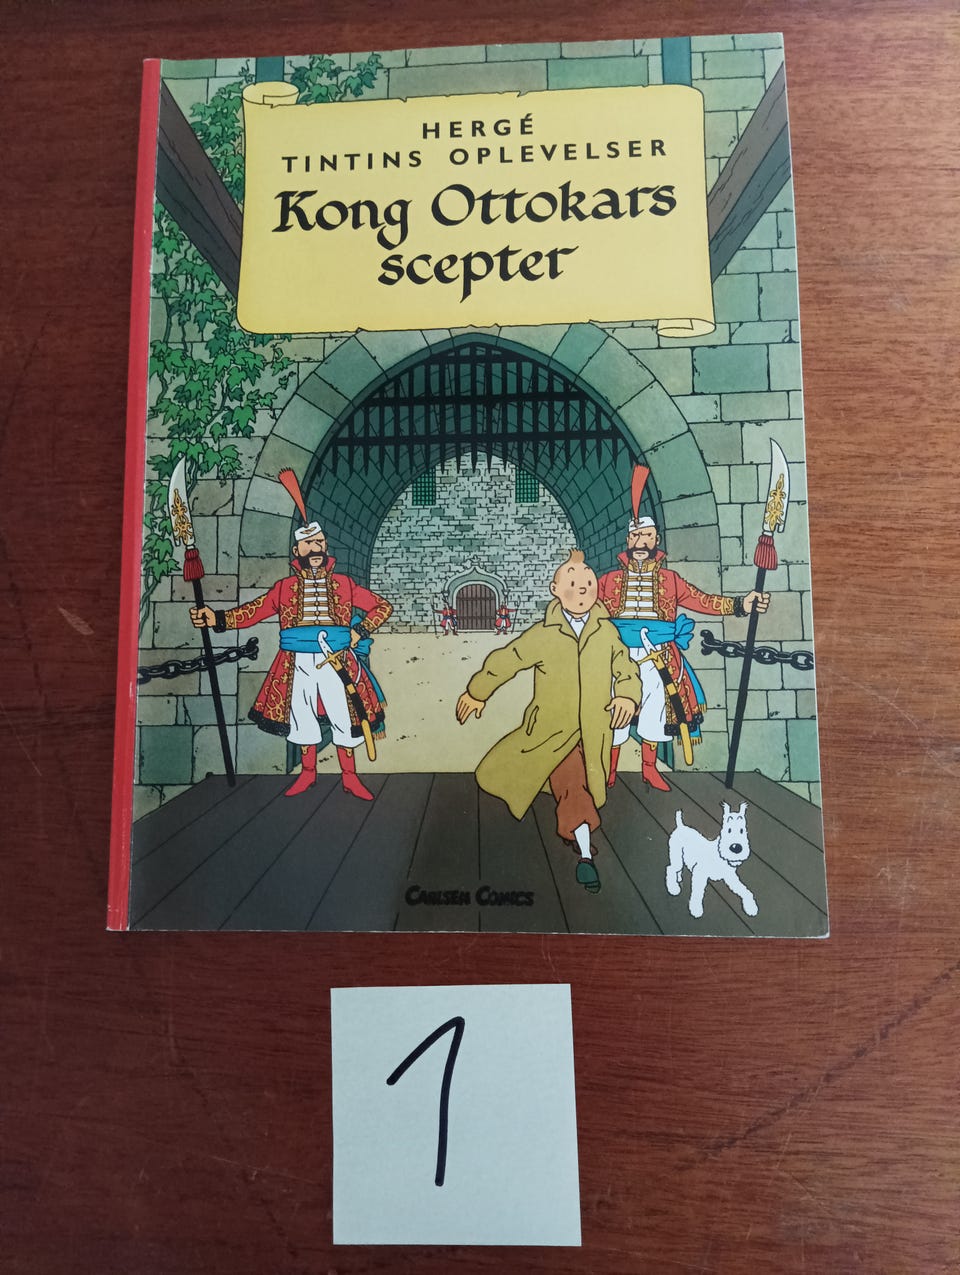 HERGÉ
TINTINS OPLEVELSER
Kong Ottokars
scepter
CARLSEN COMICS
1